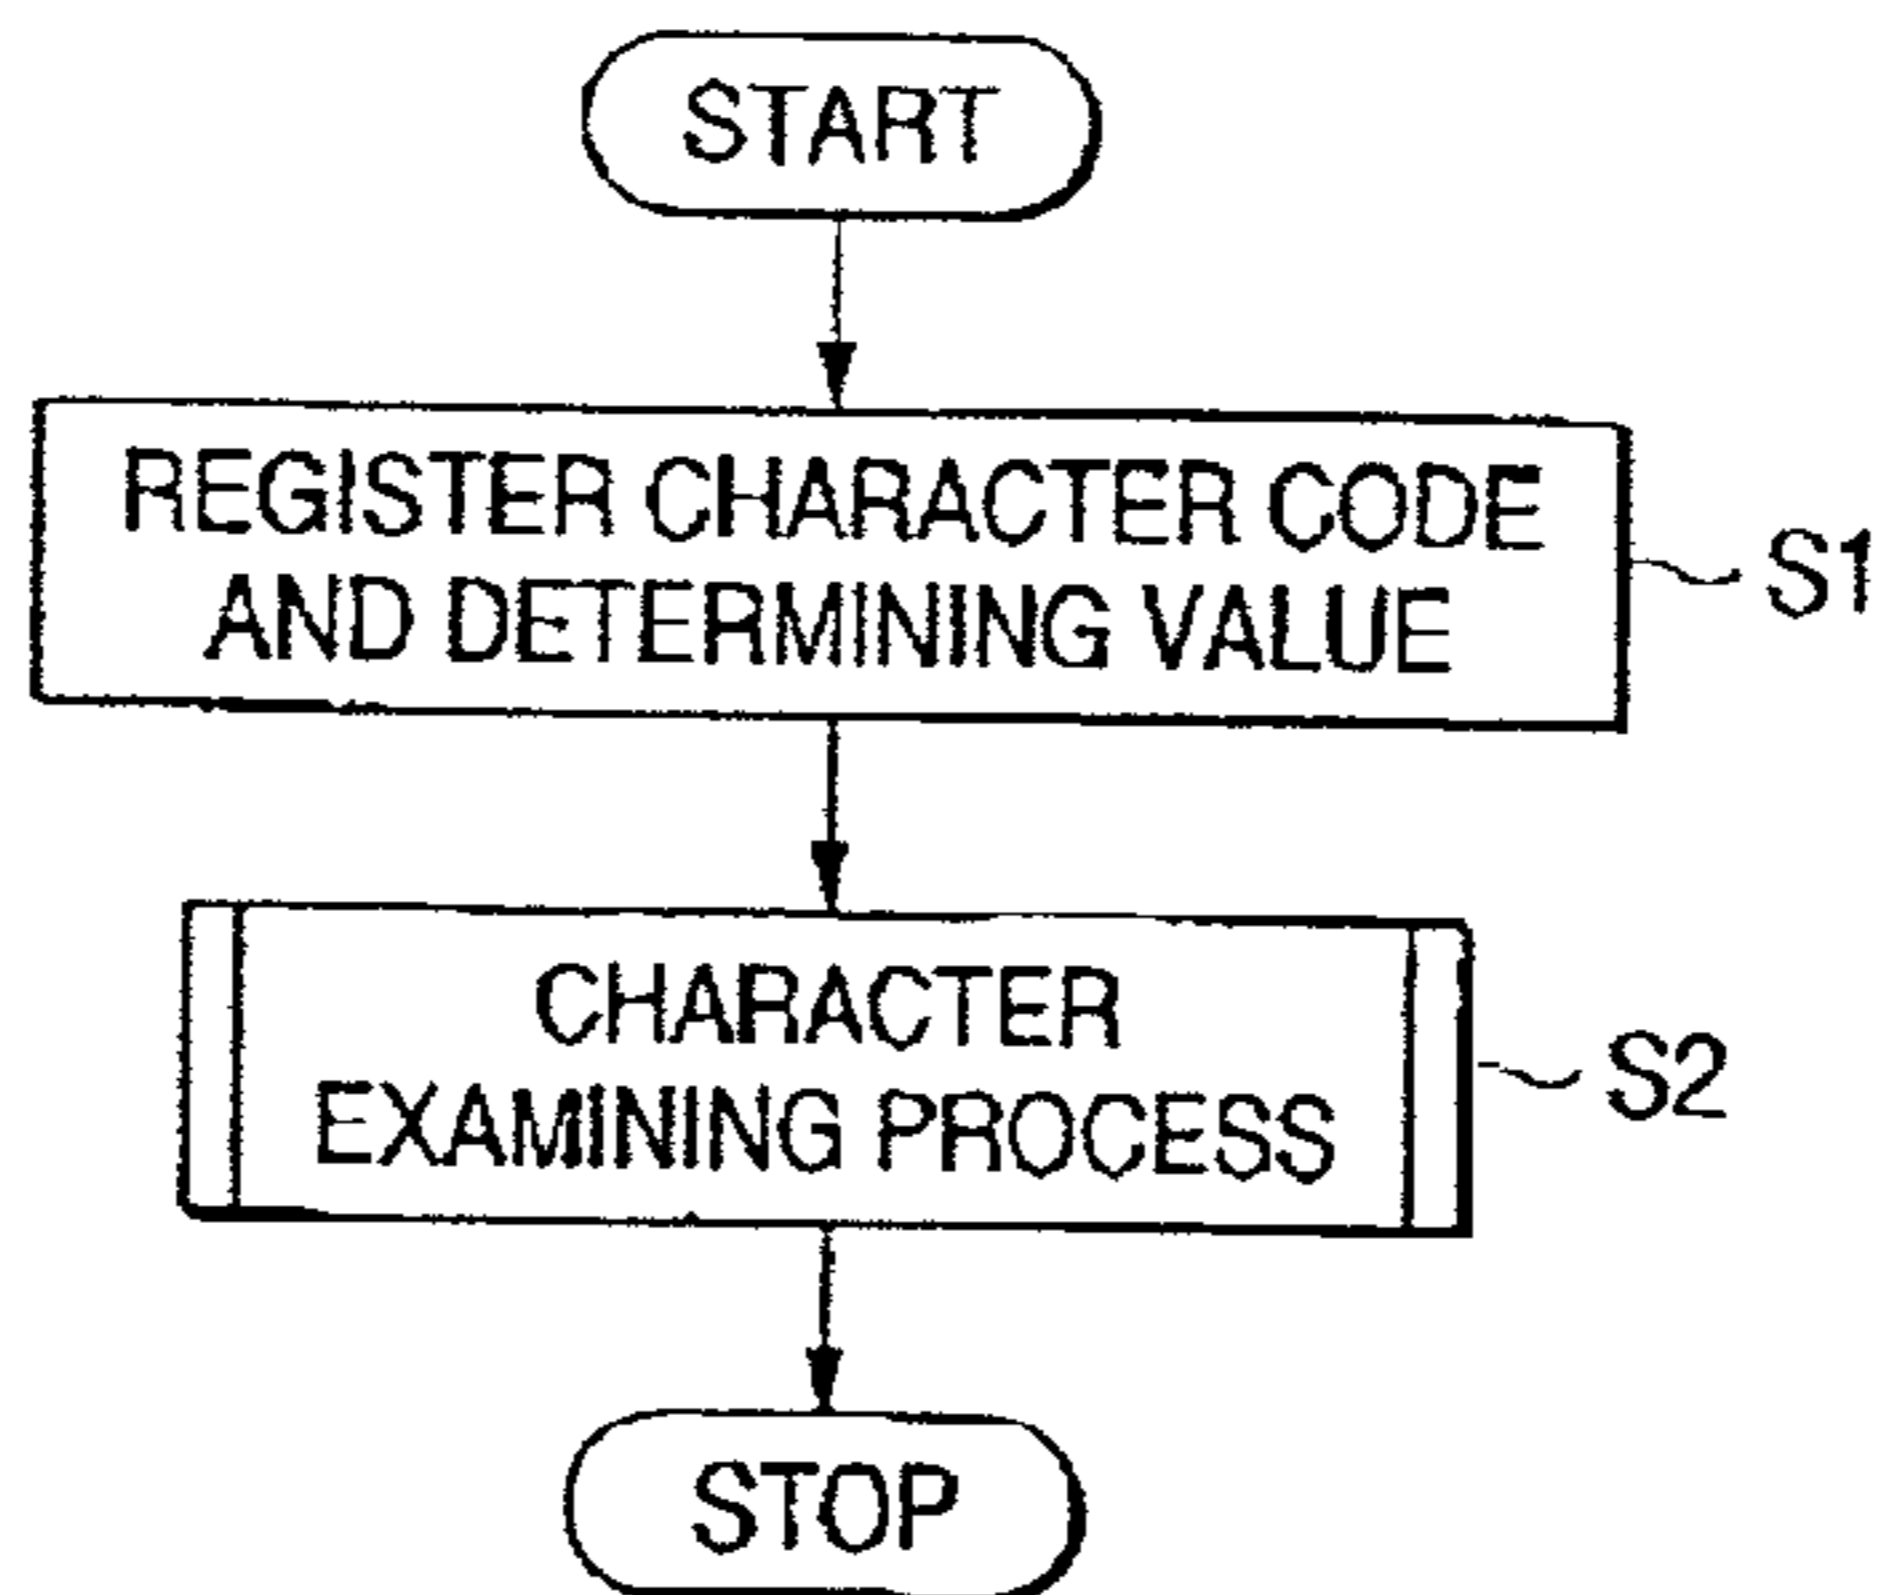 START
REGISTER CHARACTER CODE
AND DETERMINING VALUE
S1
CHARACTER
EXAMINING PROCESS
S2
STOP